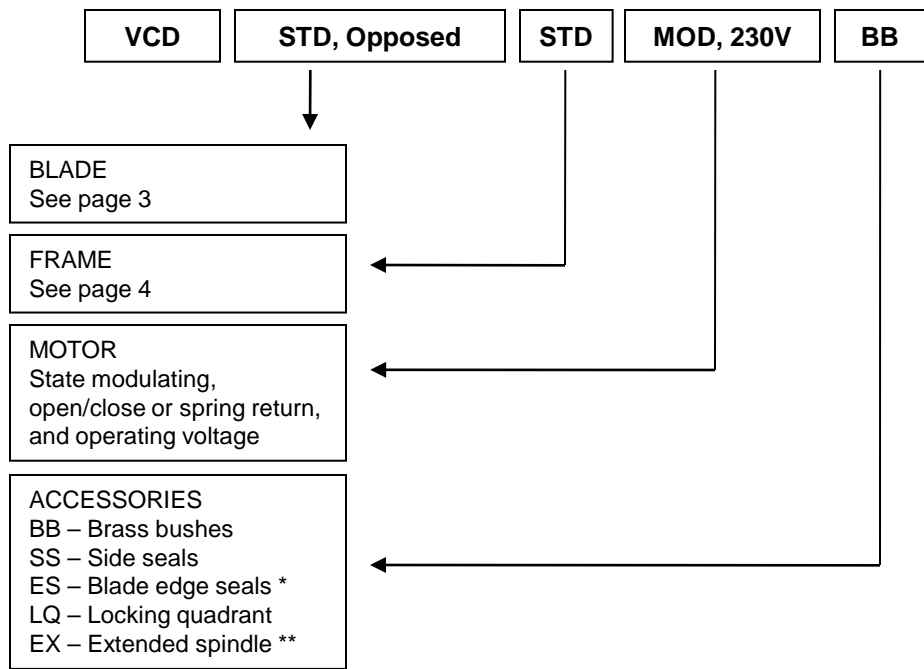 VCD STD, Opposed STD MOD, 230V BB
BLADE
See page 3
FRAME
See page 4
MOTOR
State modulating,
open/close or spring return,
and operating voltage
ACCESSORIES
BB – Brass bushes
SS – Side seals
ES – Blade edge seals *
LQ – Locking quadrant
EX – Extended spindle **